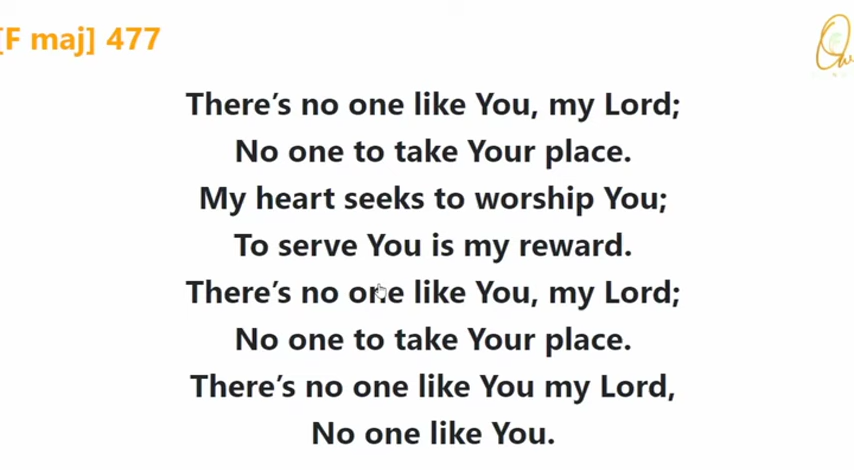 [F maj] 477
There's no one like You, my Lord;
No one to take Your place.
My heart seeks to worship You;
To serve You is my reward.
There's no one like You, my Lord;
No one to take Your place.
There's no one like You my Lord,
No one like You.